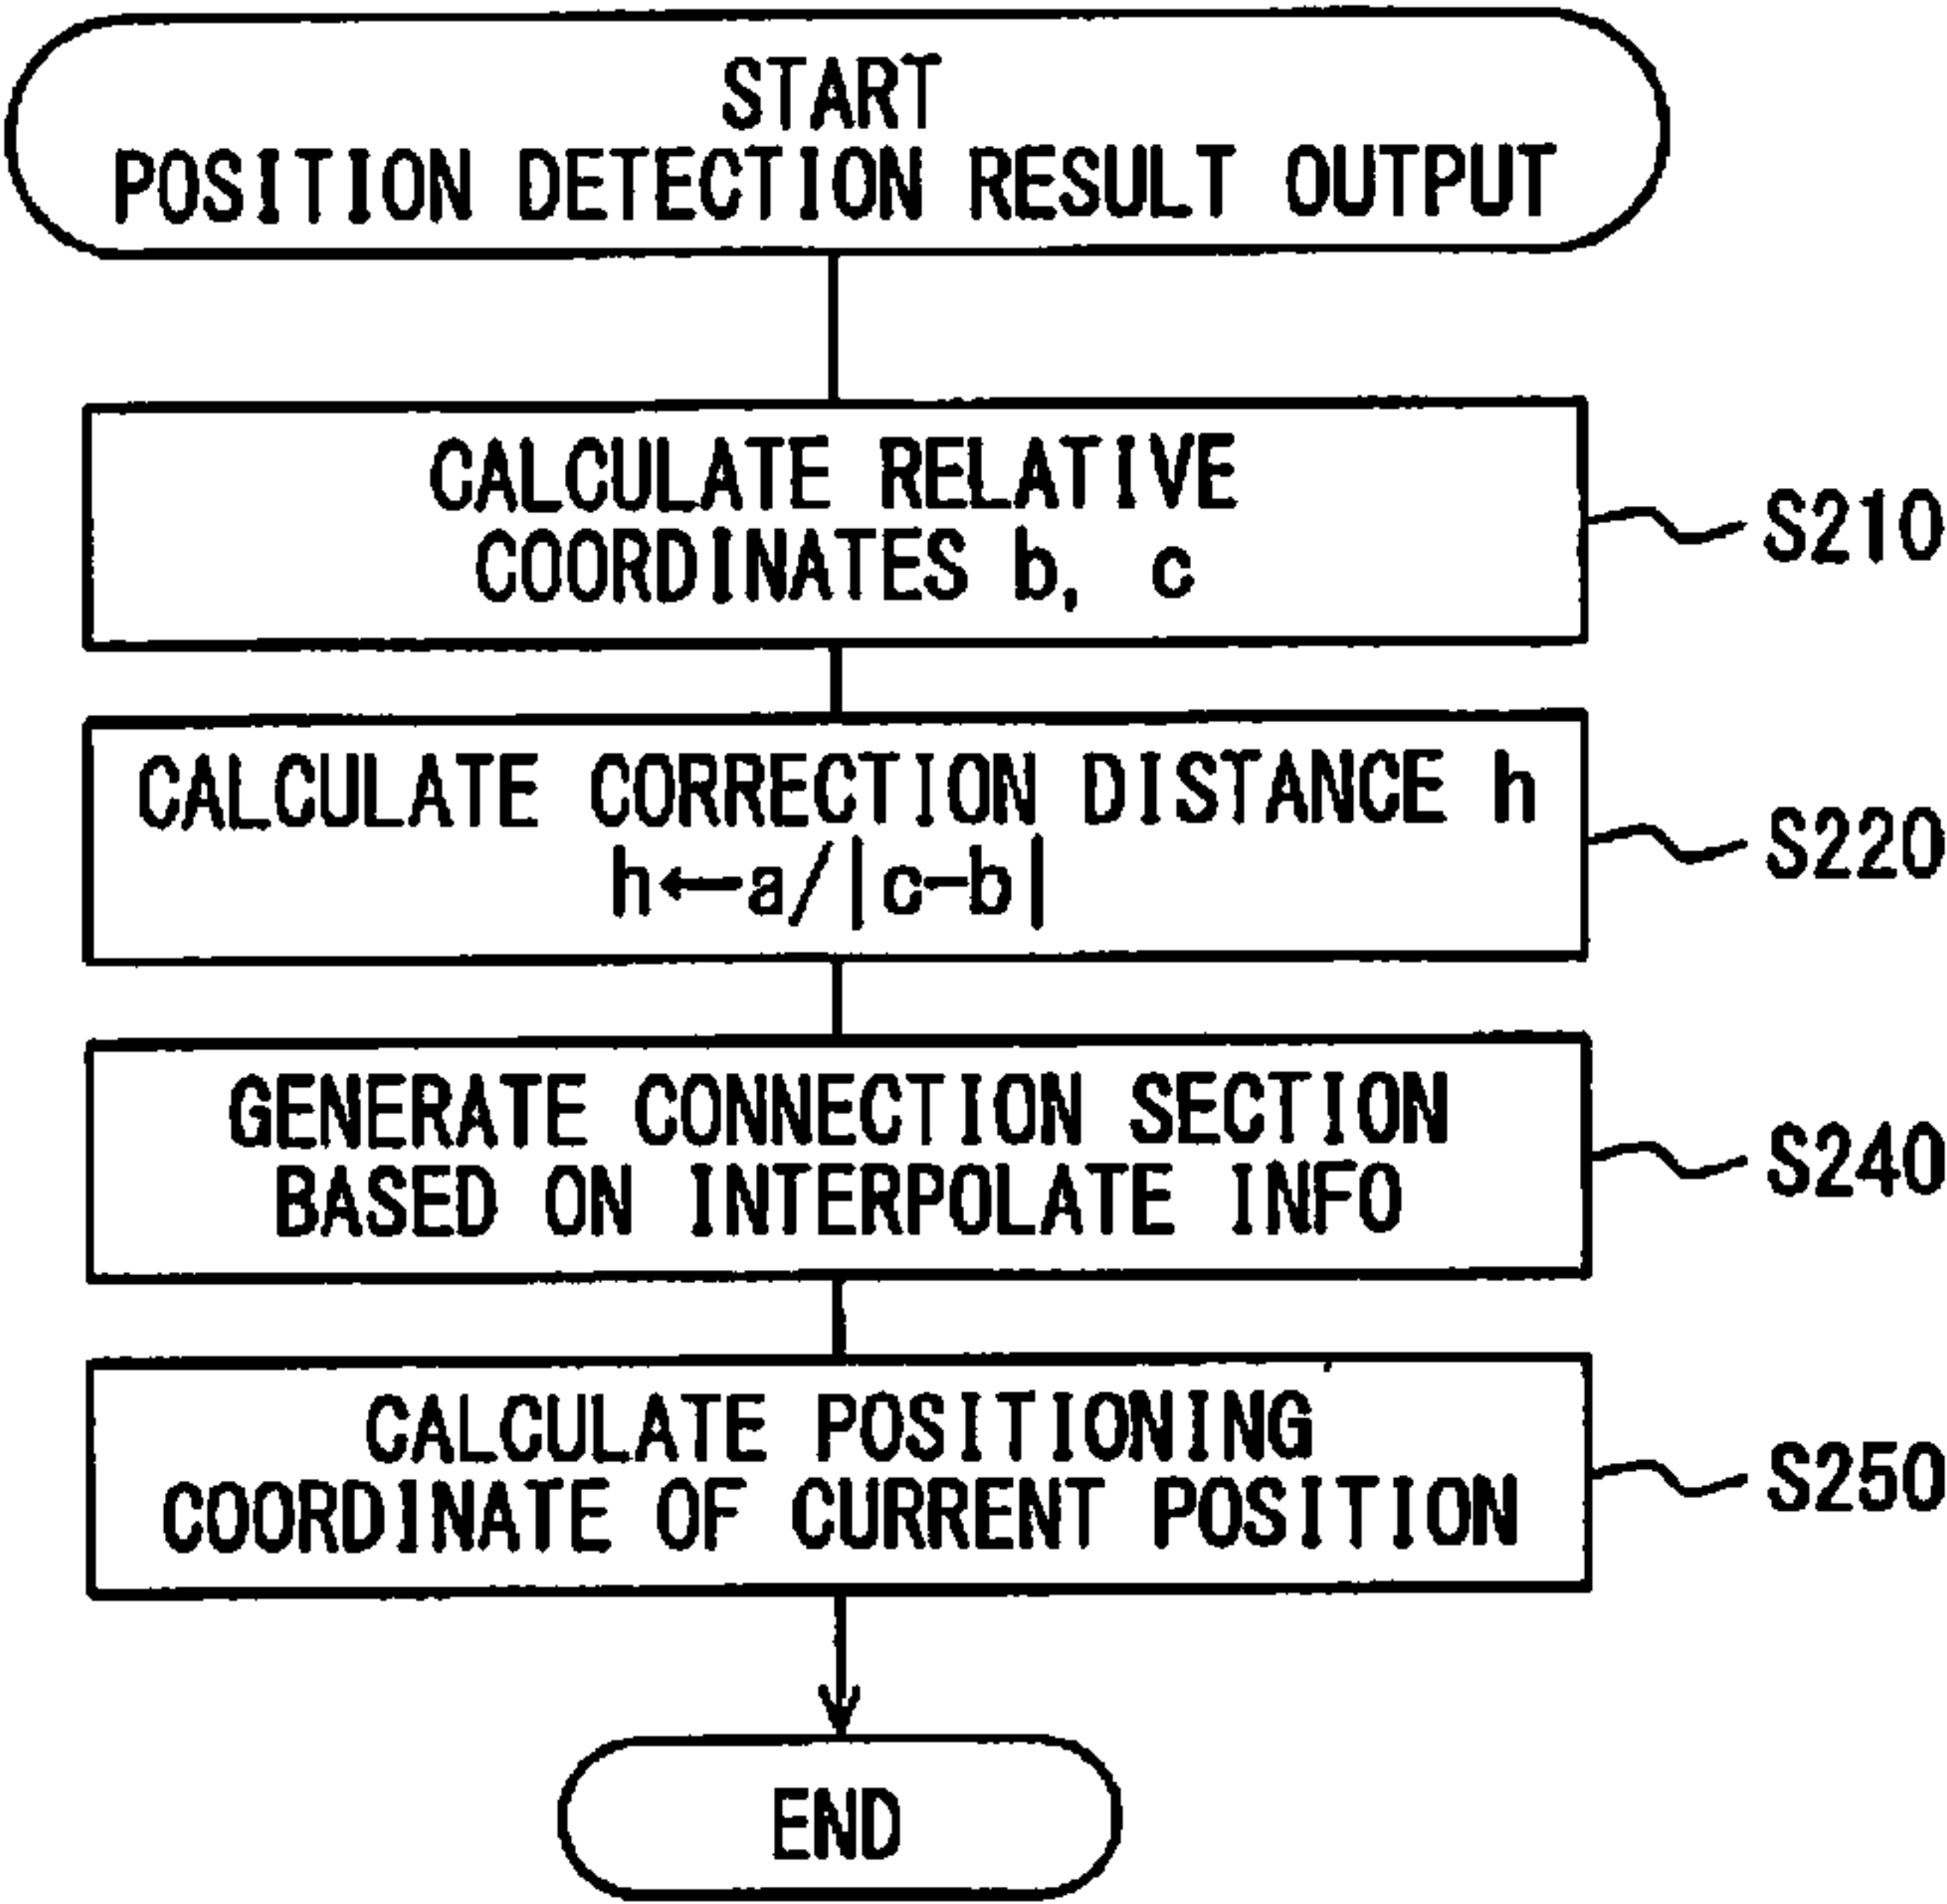 START
POSITION DETECTION RESULT OUTPUT
CALCULATE RELATIVE
COORDINATES b, c
S210
CALCULATE CORRECTION DISTANCE h
h←a/|c-b|
S220
GENERATE CONNECTION SECTION
BASED ON INTERPOLATE INFO
S240
CALCULATE POSITIONING
COORDINATE OF CURRENT POSITION
S250
END